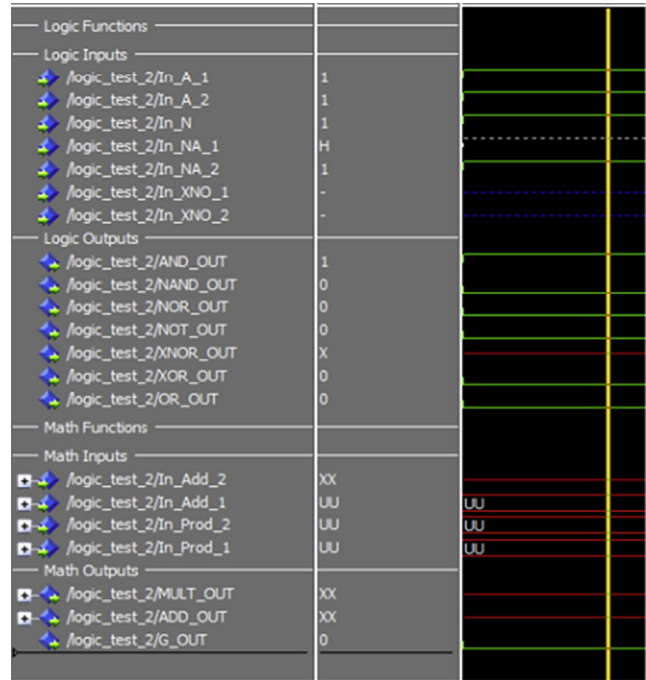 Logic Functions
Logic Inputs
/logic_test_2/In_A_1 1
/logic_test_2/In_A_2 1
/logic_test_2/In_N 1
/logic_test_2/In_NA_1 H
/logic_test_2/In_NA_2 1
/logic_test_2/In_XNO_1 -
/logic_test_2/In_XNO_2 -
Logic Outputs
/logic_test_2/AND_OUT 1
/logic_test_2/NAND_OUT 0
/logic_test_2/NOR_OUT 0
/logic_test_2/NOT_OUT 0
/logic_test_2/XNOR_OUT X
/logic_test_2/XOR_OUT 0
/logic_test_2/OR_OUT 0
Math Functions
Math Inputs
/logic_test_2/In_Add_2 XX
/logic_test_2/In_Add_1 UU UU
/logic_test_2/In_Prod_2 UU UU
/logic_test_2/In_Prod_1 UU UU
Math Outputs
/logic_test_2/MULT_OUT XX
/logic_test_2/ADD_OUT XX
/logic_test_2/G_OUT 0